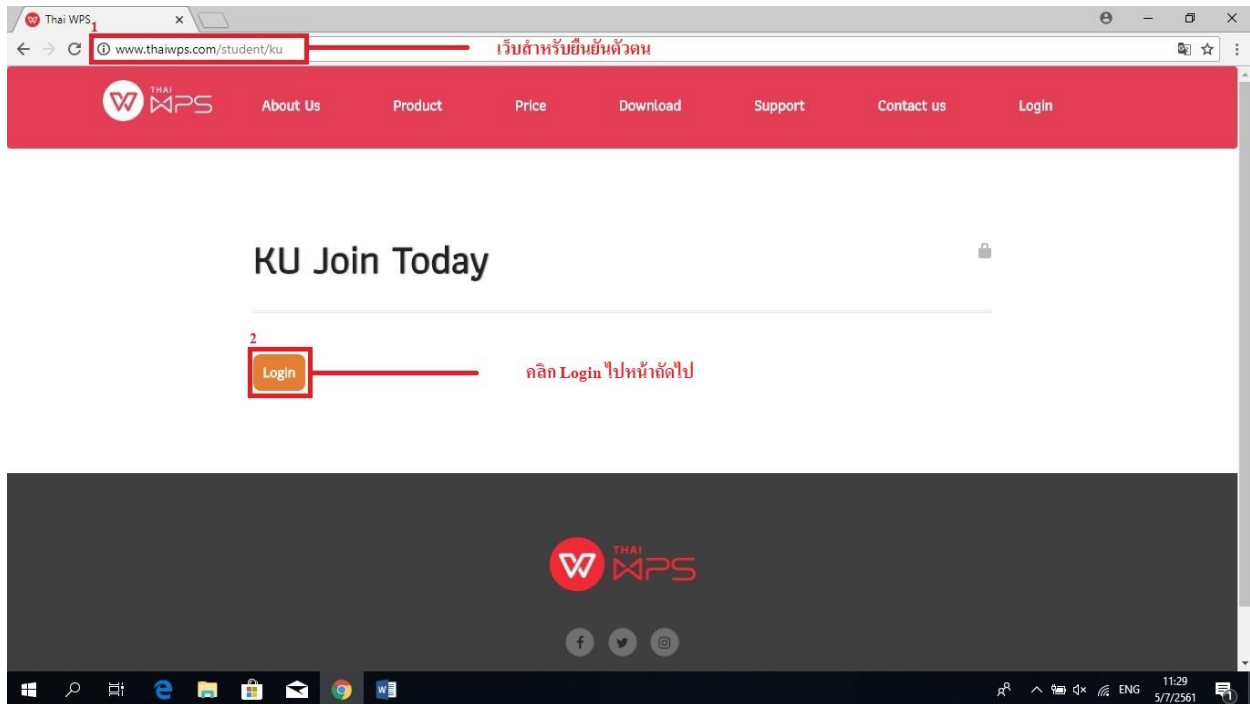 Thai WPS
1
www.thaiwps.com/student/ku
เว็บสำหรับยืนยันตัวตน
THAI WPS
About Us
Product
Price
Download
Support
Contact us
Login
KU Join Today
2
Login
คลิก Login ไปหน้าถัดไป
THAI WPS
ENG
11:29
5/7/2561
1